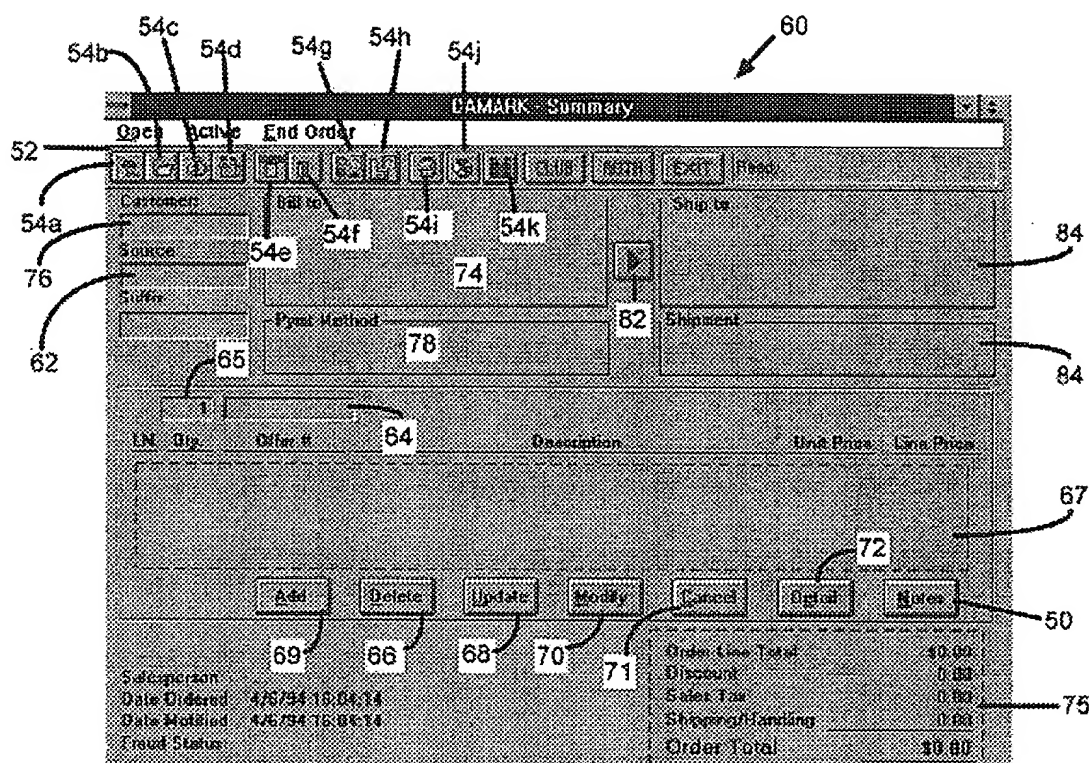 60
54c
54h
54b
54d
54g
54j
DAMARK - Summary
Open Active End Order
52
CLUB EXIT Ready
Customer
Bill to
Ship to
54a
54e
54f
54i
54k
84
76
Source
74
62
82
Pymt Method
Shipment
78
65
84
1
64
LN Qty. Offer # Description Unit Price Line Price
67
72
Add Delete Update Modify Cancel Detail Notes
50
69 66 68 70 71
Order Line Total $0.00
Salesperson
Discount 0.00
Date Ordered 4/6/94 16:04:14
Sales Tax 0.00
75
Date Modified 4/6/94 16:04:14
Shipping/Handling 0.00
Fraud Status
Order Total $0.00